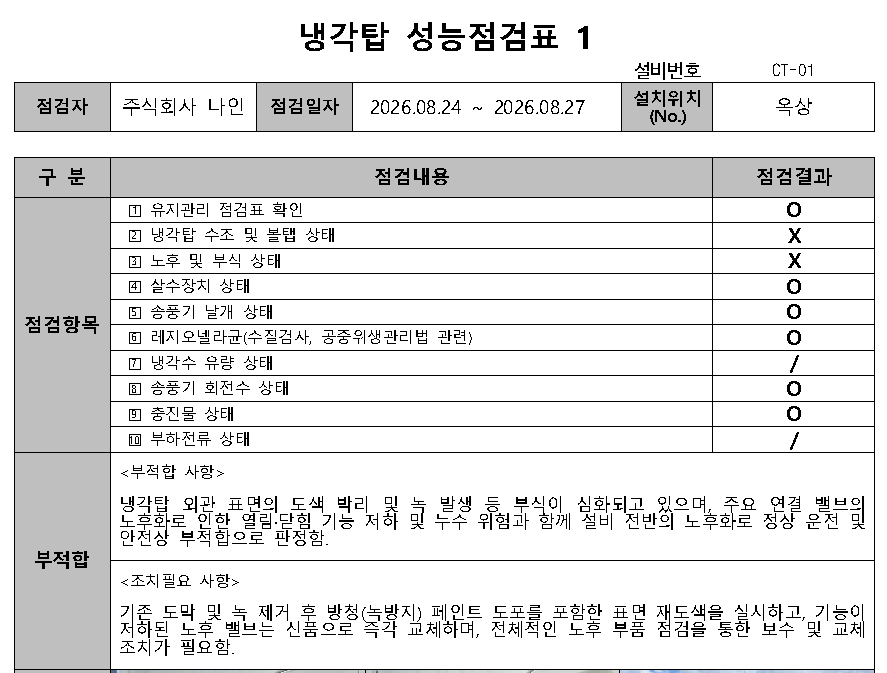 냉각탑 성능점검표 1
설비번호 CT-01
점검자 주식회사 나인 점검일자 2026.08.24 ~ 2026.08.27 설치위치 (No.) 옥상
구 분 점검내용 점검결과
점검항목
1 유지관리 점검표 확인 O
2 냉각탑 수조 및 볼탭 상태 X
3 노후 및 부식 상태 X
4 살수장치 상태 O
5 송풍기 날개 상태 O
6 레지오넬라균(수질검사, 공중위생관리법 관련) O
7 냉각수 유량 상태 /
8 송풍기 회전수 상태 O
9 충진물 상태 O
10 부하전류 상태 /
부적합
<부적합 사항>
냉각탑 외관 표면의 도색 박리 및 녹 발생 등 부식이 심화되고 있으며, 주요 연결 밸브의
노후화로 인한 열림·닫힘 기능 저하 및 누수 위험과 함께 설비 전반의 노후화로 정상 운전 및
안전상 부적합으로 판정함.
<조치필요 사항>
기존 도막 및 녹 제거 후 방청(녹방지) 페인트 도포를 포함한 표면 재도색을 실시하고, 기능이
저하된 노후 밸브는 신품으로 즉각 교체하며, 전체적인 노후 부품 점검을 통한 보수 및 교체
조치가 필요함.